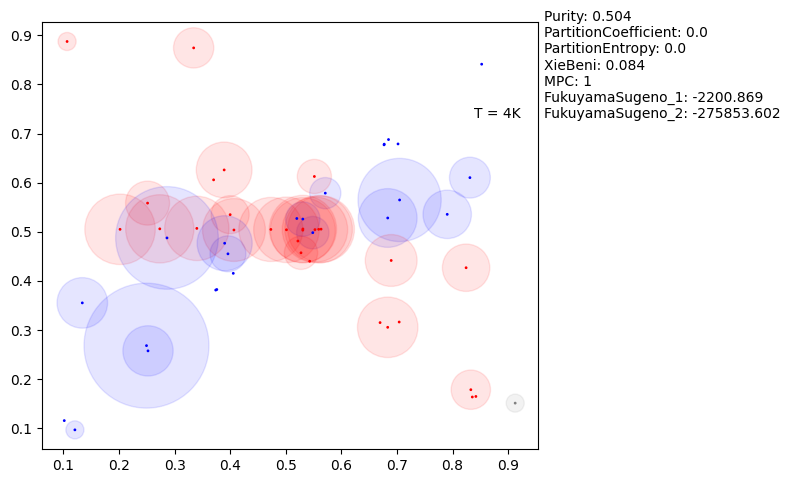 Purity: 0.504
PartitionCoefficient: 0.0
PartitionEntropy: 0.0
XieBeni: 0.084
MPC: 1
FukuyamaSugeno_1: -2200.869
FukuyamaSugeno_2: -275853.602
T = 4K
0.9
0.8
0.7
0.6
0.5
0.4
0.3
0.2
0.1
0.1 0.2 0.3 0.4 0.5 0.6 0.7 0.8 0.9